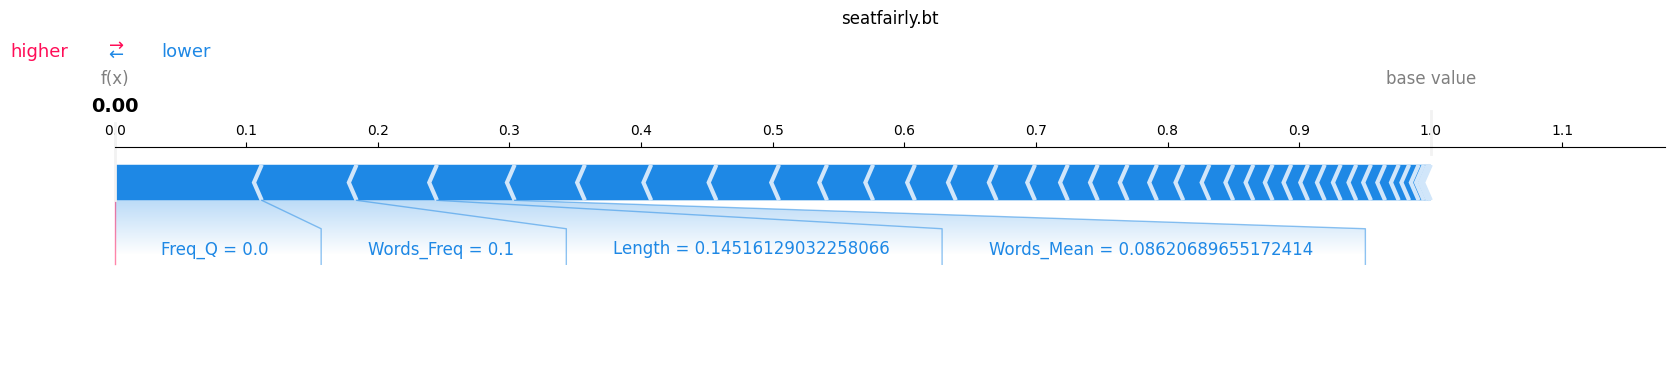 seatfairly.bt
higher → ← lower
f(x) base value
0.00
0.0 0.1 0.2 0.3 0.4 0.5 0.6 0.7 0.8 0.9 1.0 1.1
Freq_Q = 0.0 Words_Freq = 0.1 Length = 0.14516129032258066 Words_Mean = 0.08620689655172414